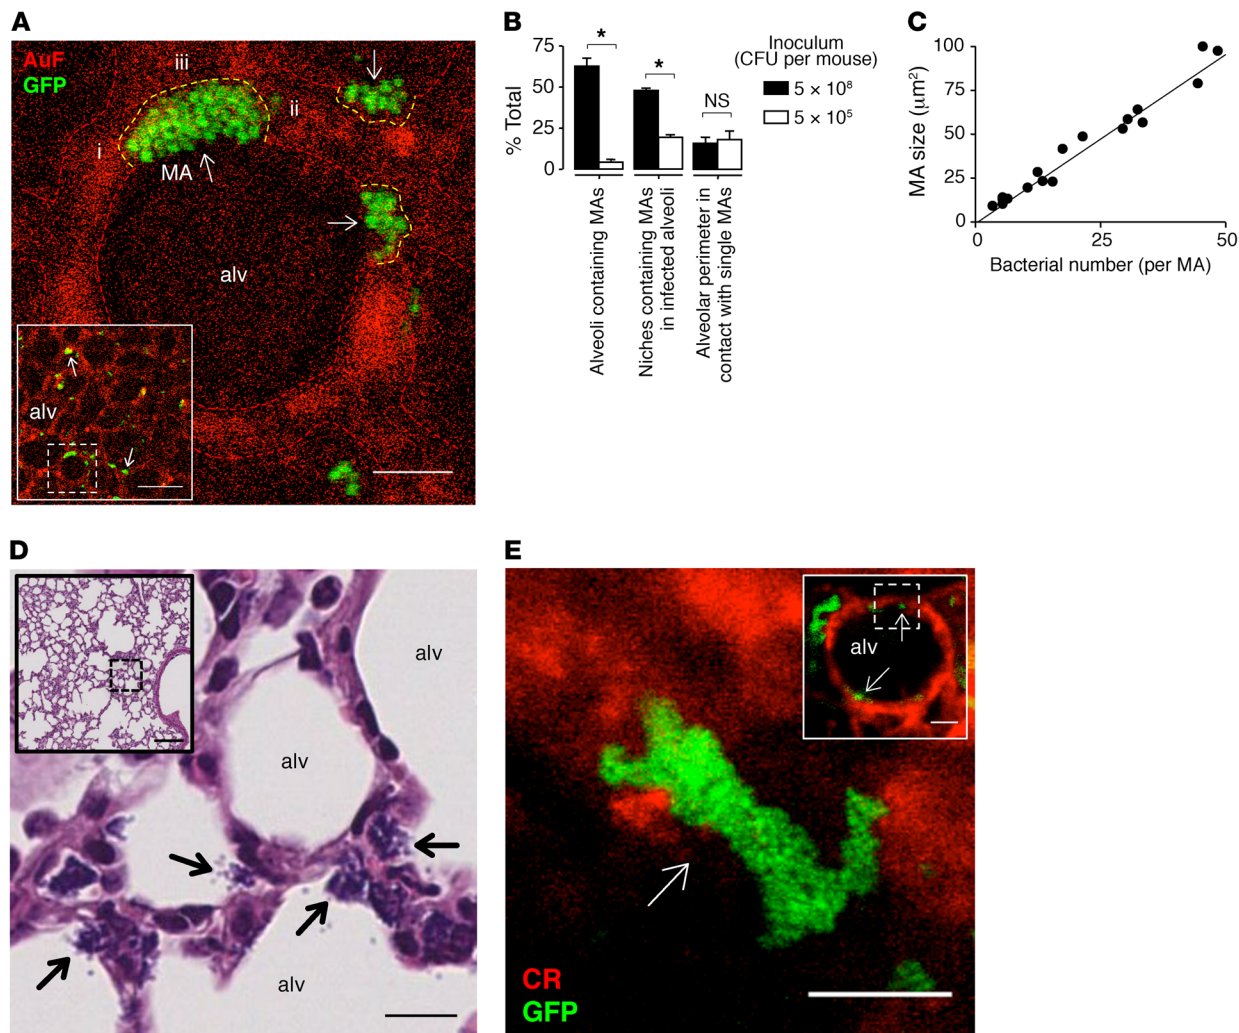 A
AuF
GFP
iii
ii
i
MA
alv
alv
B
% Total
75
50
25
0
*
*
NS
Inoculum
(CFU per mouse)
5 × 10⁸
5 × 10⁵
Alveoli containing MAs
Niches containing MAs
in infected alveoli
Alveolar perimeter in
contact with single MAs
C
MA size (μm²)
100
75
50
25
0
0
25
50
Bacterial number (per MA)
D
alv
alv
alv
E
alv
CR
GFP